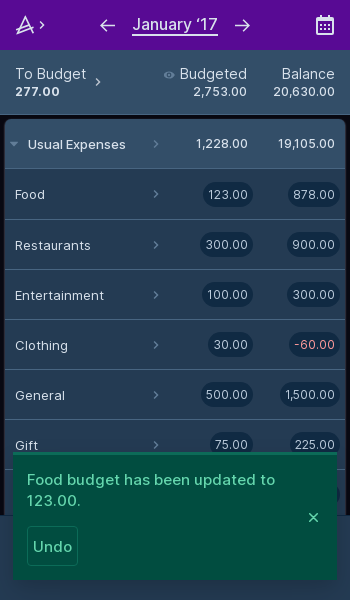 January ‘17
To Budget Budgeted Balance
277.00 2,753.00 20,630.00
Usual Expenses 1,228.00 19,105.00
Food 123.00 878.00
Restaurants 300.00 900.00
Entertainment 100.00 300.00
Clothing 30.00 -60.00
General 500.00 1,500.00
Gift 75.00 225.00
Food budget has been updated to
123.00.
Undo